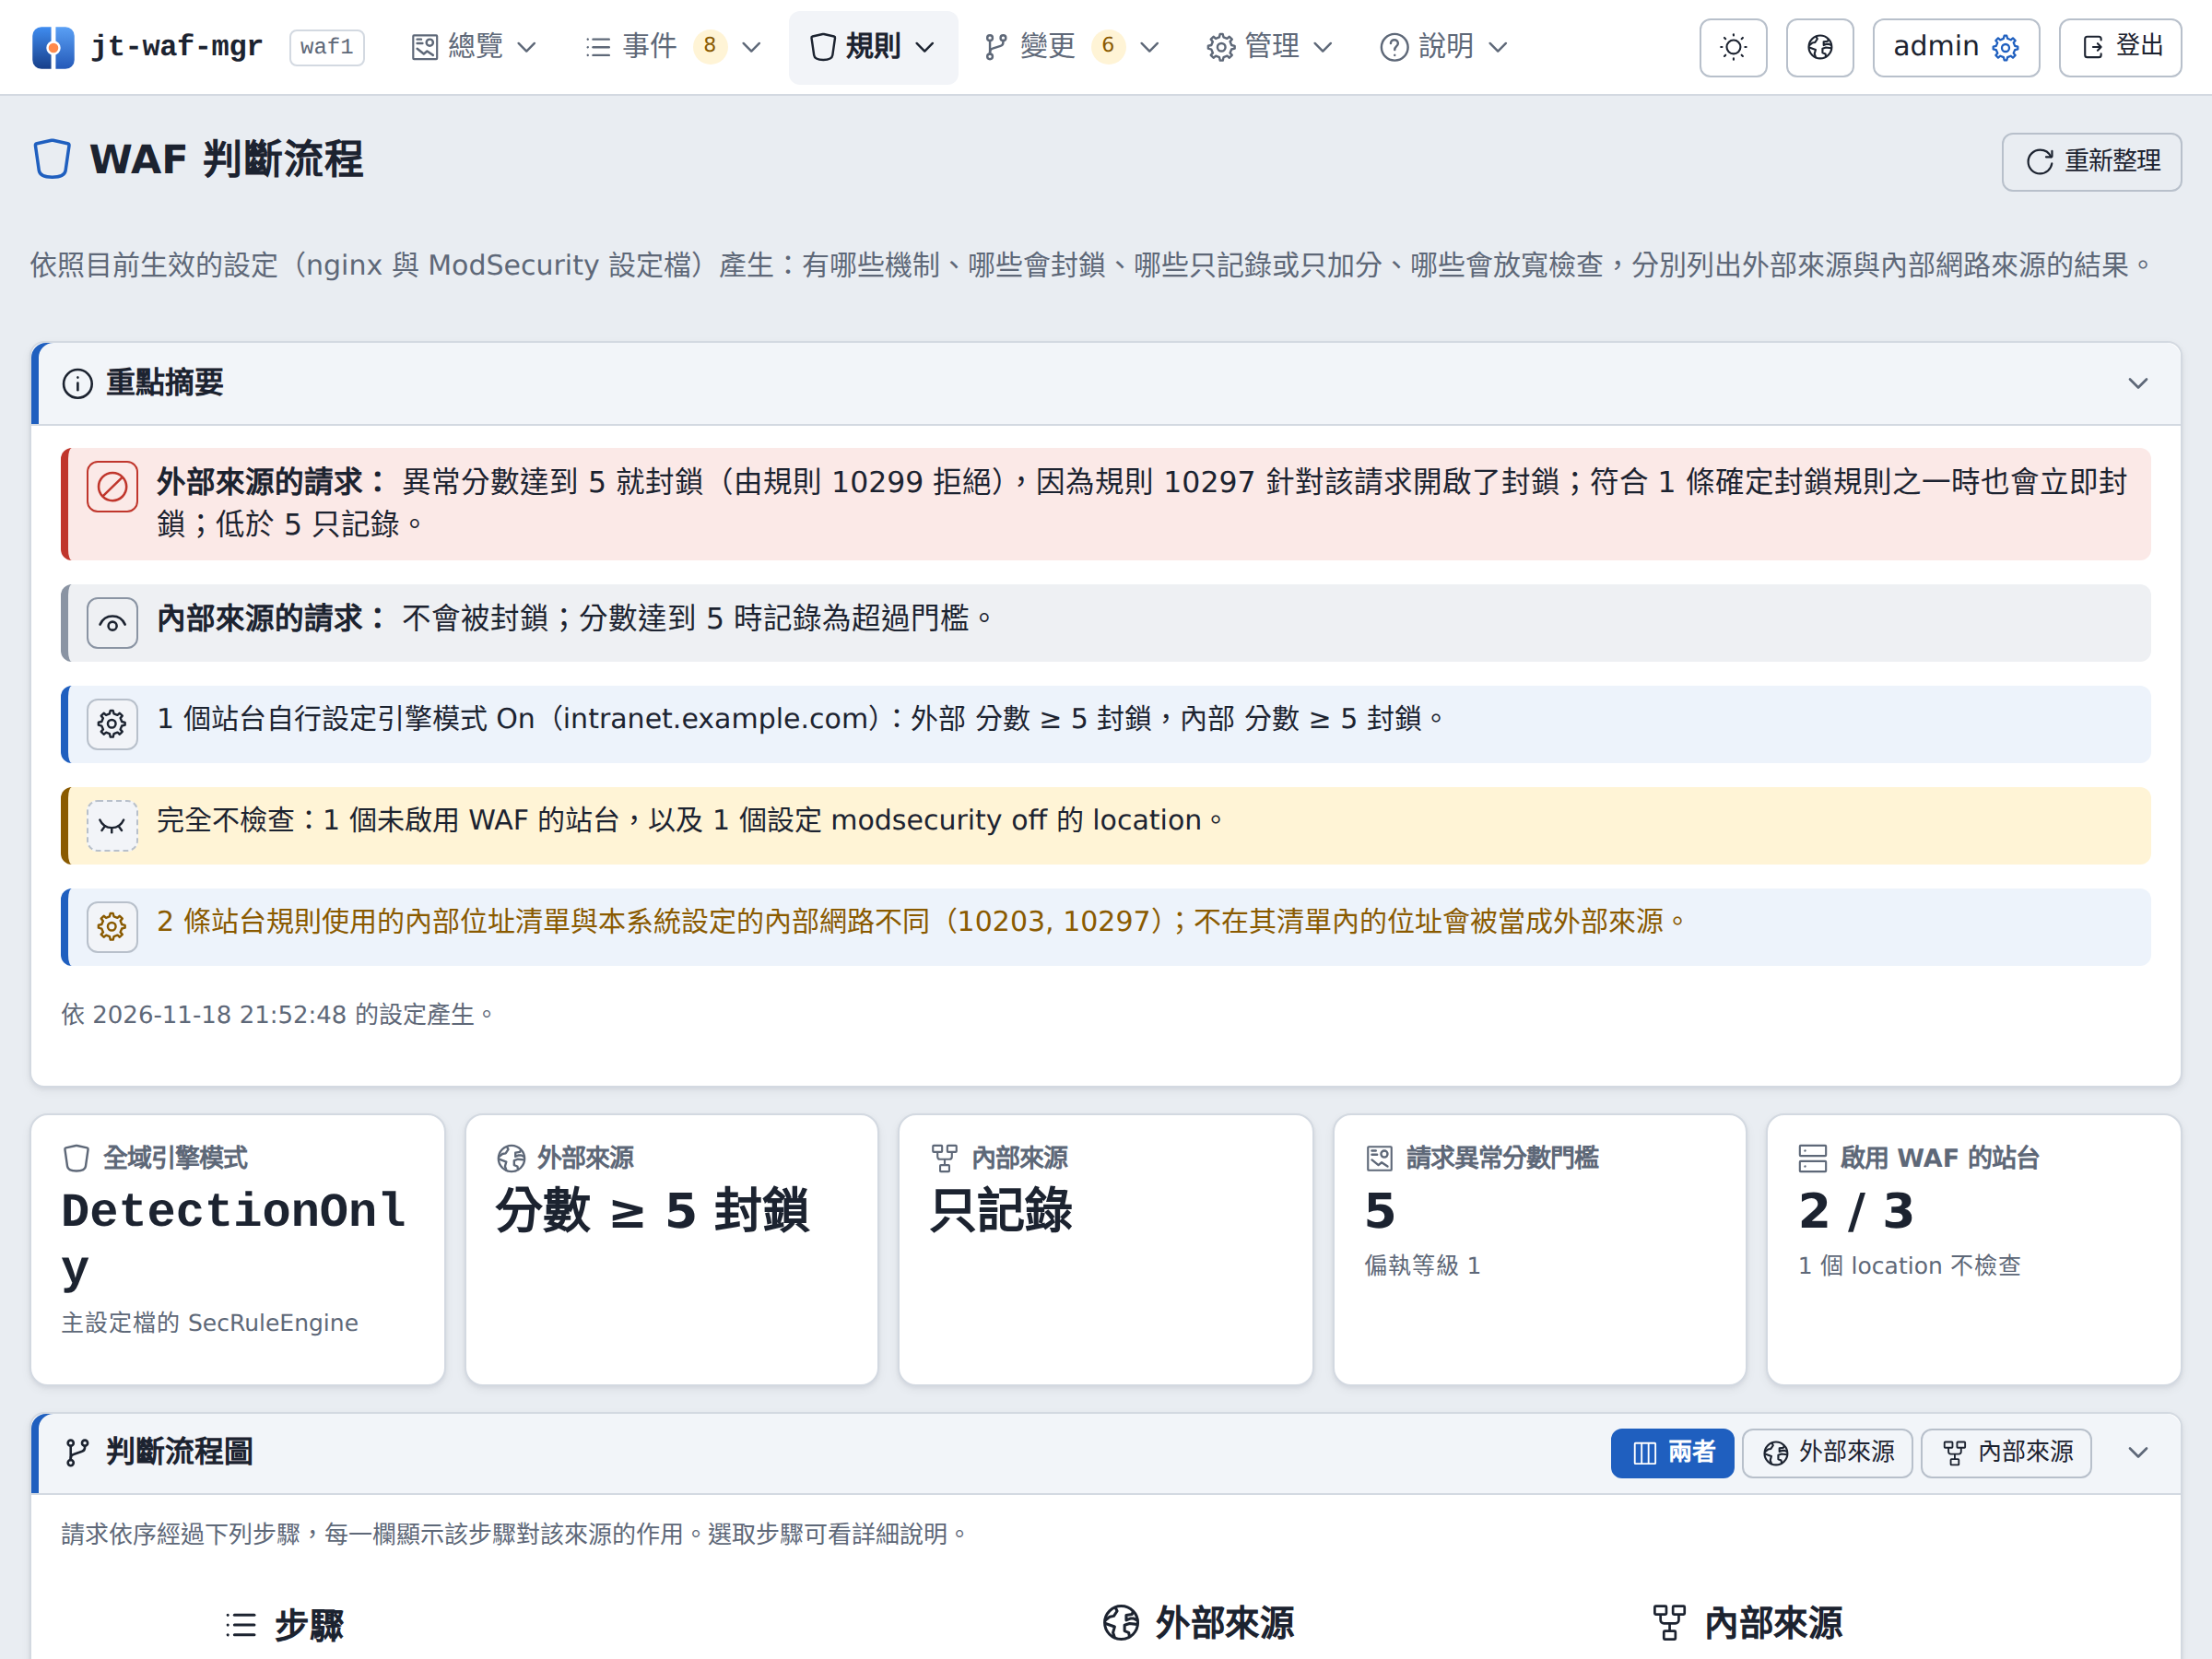 jt-waf-mgr waf1 總覽 事件 8 規則 變更 6 管理 說明 admin 登出
WAF 判斷流程
重新整理
依照目前生效的設定（nginx 與 ModSecurity 設定檔）產生：有哪些機制、哪些會封鎖、哪些只記錄或只加分、哪些會放寬檢查，分別列出外部來源與內部網路來源的結果。
重點摘要
外部來源的請求： 異常分數達到 5 就封鎖（由規則 10299 拒絕），因為規則 10297 針對該請求開啟了封鎖；符合 1 條確定封鎖規則之一時也會立即封
鎖；低於 5 只記錄。
內部來源的請求： 不會被封鎖；分數達到 5 時記錄為超過門檻。
1 個站台自行設定引擎模式 On（intranet.example.com）：外部 分數 ≥ 5 封鎖，內部 分數 ≥ 5 封鎖。
完全不檢查：1 個未啟用 WAF 的站台，以及 1 個設定 modsecurity off 的 location。
2 條站台規則使用的內部位址清單與本系統設定的內部網路不同（10203, 10297）；不在其清單內的位址會被當成外部來源。
依 2026-11-18 21:52:48 的設定產生。
全域引擎模式
DetectionOnl
y
主設定檔的 SecRuleEngine
外部來源
分數 ≥ 5 封鎖
內部來源
只記錄
請求異常分數門檻
5
偏執等級 1
啟用 WAF 的站台
2 / 3
1 個 location 不檢查
判斷流程圖
兩者 外部來源 內部來源
請求依序經過下列步驟，每一欄顯示該步驟對該來源的作用。選取步驟可看詳細說明。
步驟 外部來源 內部來源